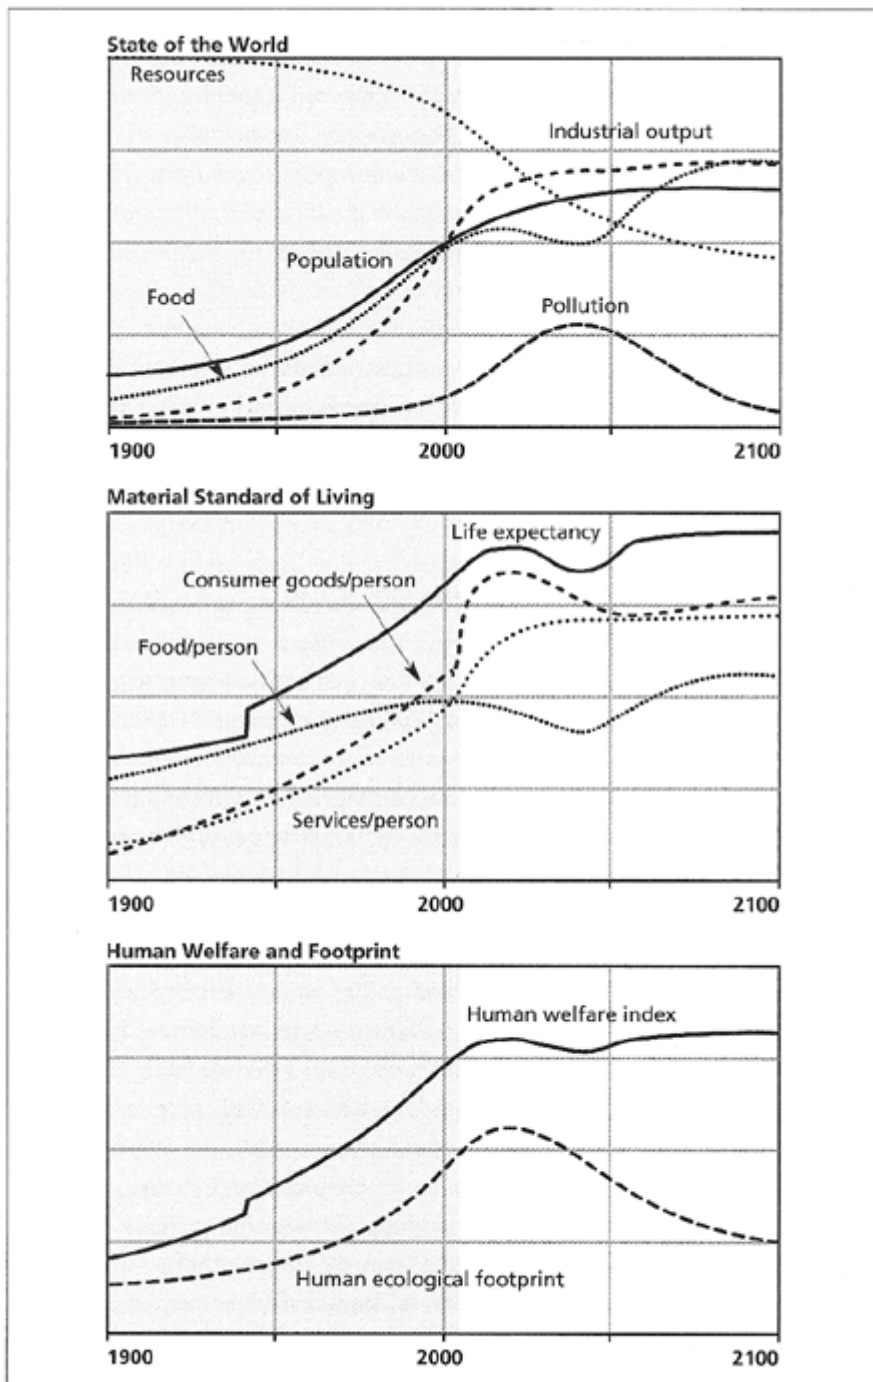 State of the World
Resources
Industrial output
Population
Food
Pollution
1900 2000 2100
Material Standard of Living
Life expectancy
Consumer goods/person
Food/person
Services/person
1900 2000 2100
Human Welfare and Footprint
Human welfare index
Human ecological footprint
1900 2000 2100